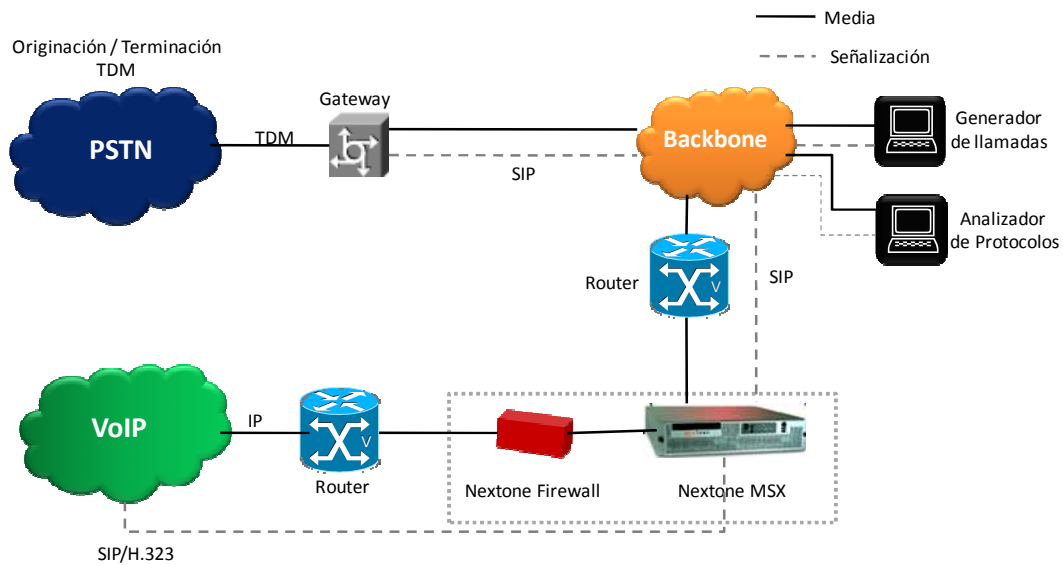 Media
Señalización
Originación / Terminación
TDM
PSTN
TDM
Gateway
SIP
Backbone
Generador
de llamadas
Analizador
de Protocolos
Router
V
SIP
VoIP
IP
V
Router
Nextone Firewall
Nextone MSX
SIP/H.323